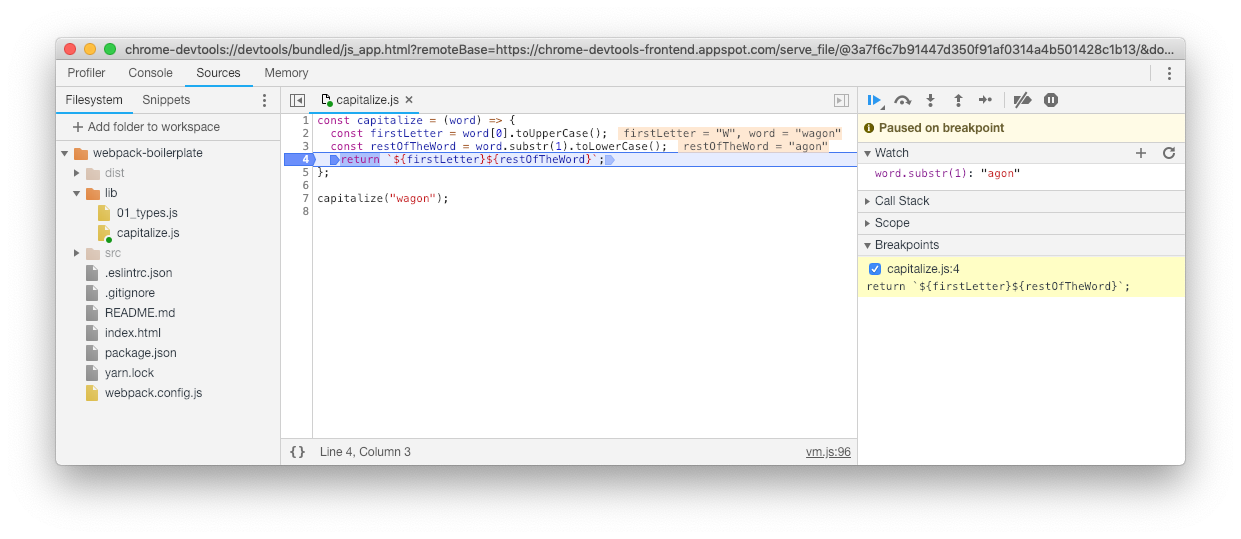 chrome-devtools://devtools/bundled/js_app.html?remoteBase=https://chrome-devtools-frontend.appspot.com/serve_file/@3a7f6c7b91447d350f91af0314a4b501428c1b13/&do...
Profiler Console Sources Memory
Filesystem Snippets
Add folder to workspace
webpack-boilerplate
dist
lib
01_types.js
capitalize.js
src
.eslintrc.json
.gitignore
README.md
index.html
package.json
yarn.lock
webpack.config.js
capitalize.js ×
1 const capitalize = (word) => {
2 const firstLetter = word[0].toUpperCase(); firstLetter = "W", word = "wagon"
3 const restOfTheWord = word.substr(1).toLowerCase(); restOfTheWord = "agon"
4 return `${firstLetter}${restOfTheWord}`;
5 };
6
7 capitalize("wagon");
8
{ } Line 4, Column 3 vm.js:96
Paused on breakpoint
Watch
word.substr(1): "agon"
Call Stack
Scope
Breakpoints
capitalize.js:4
return `${firstLetter}${restOfTheWord}`;